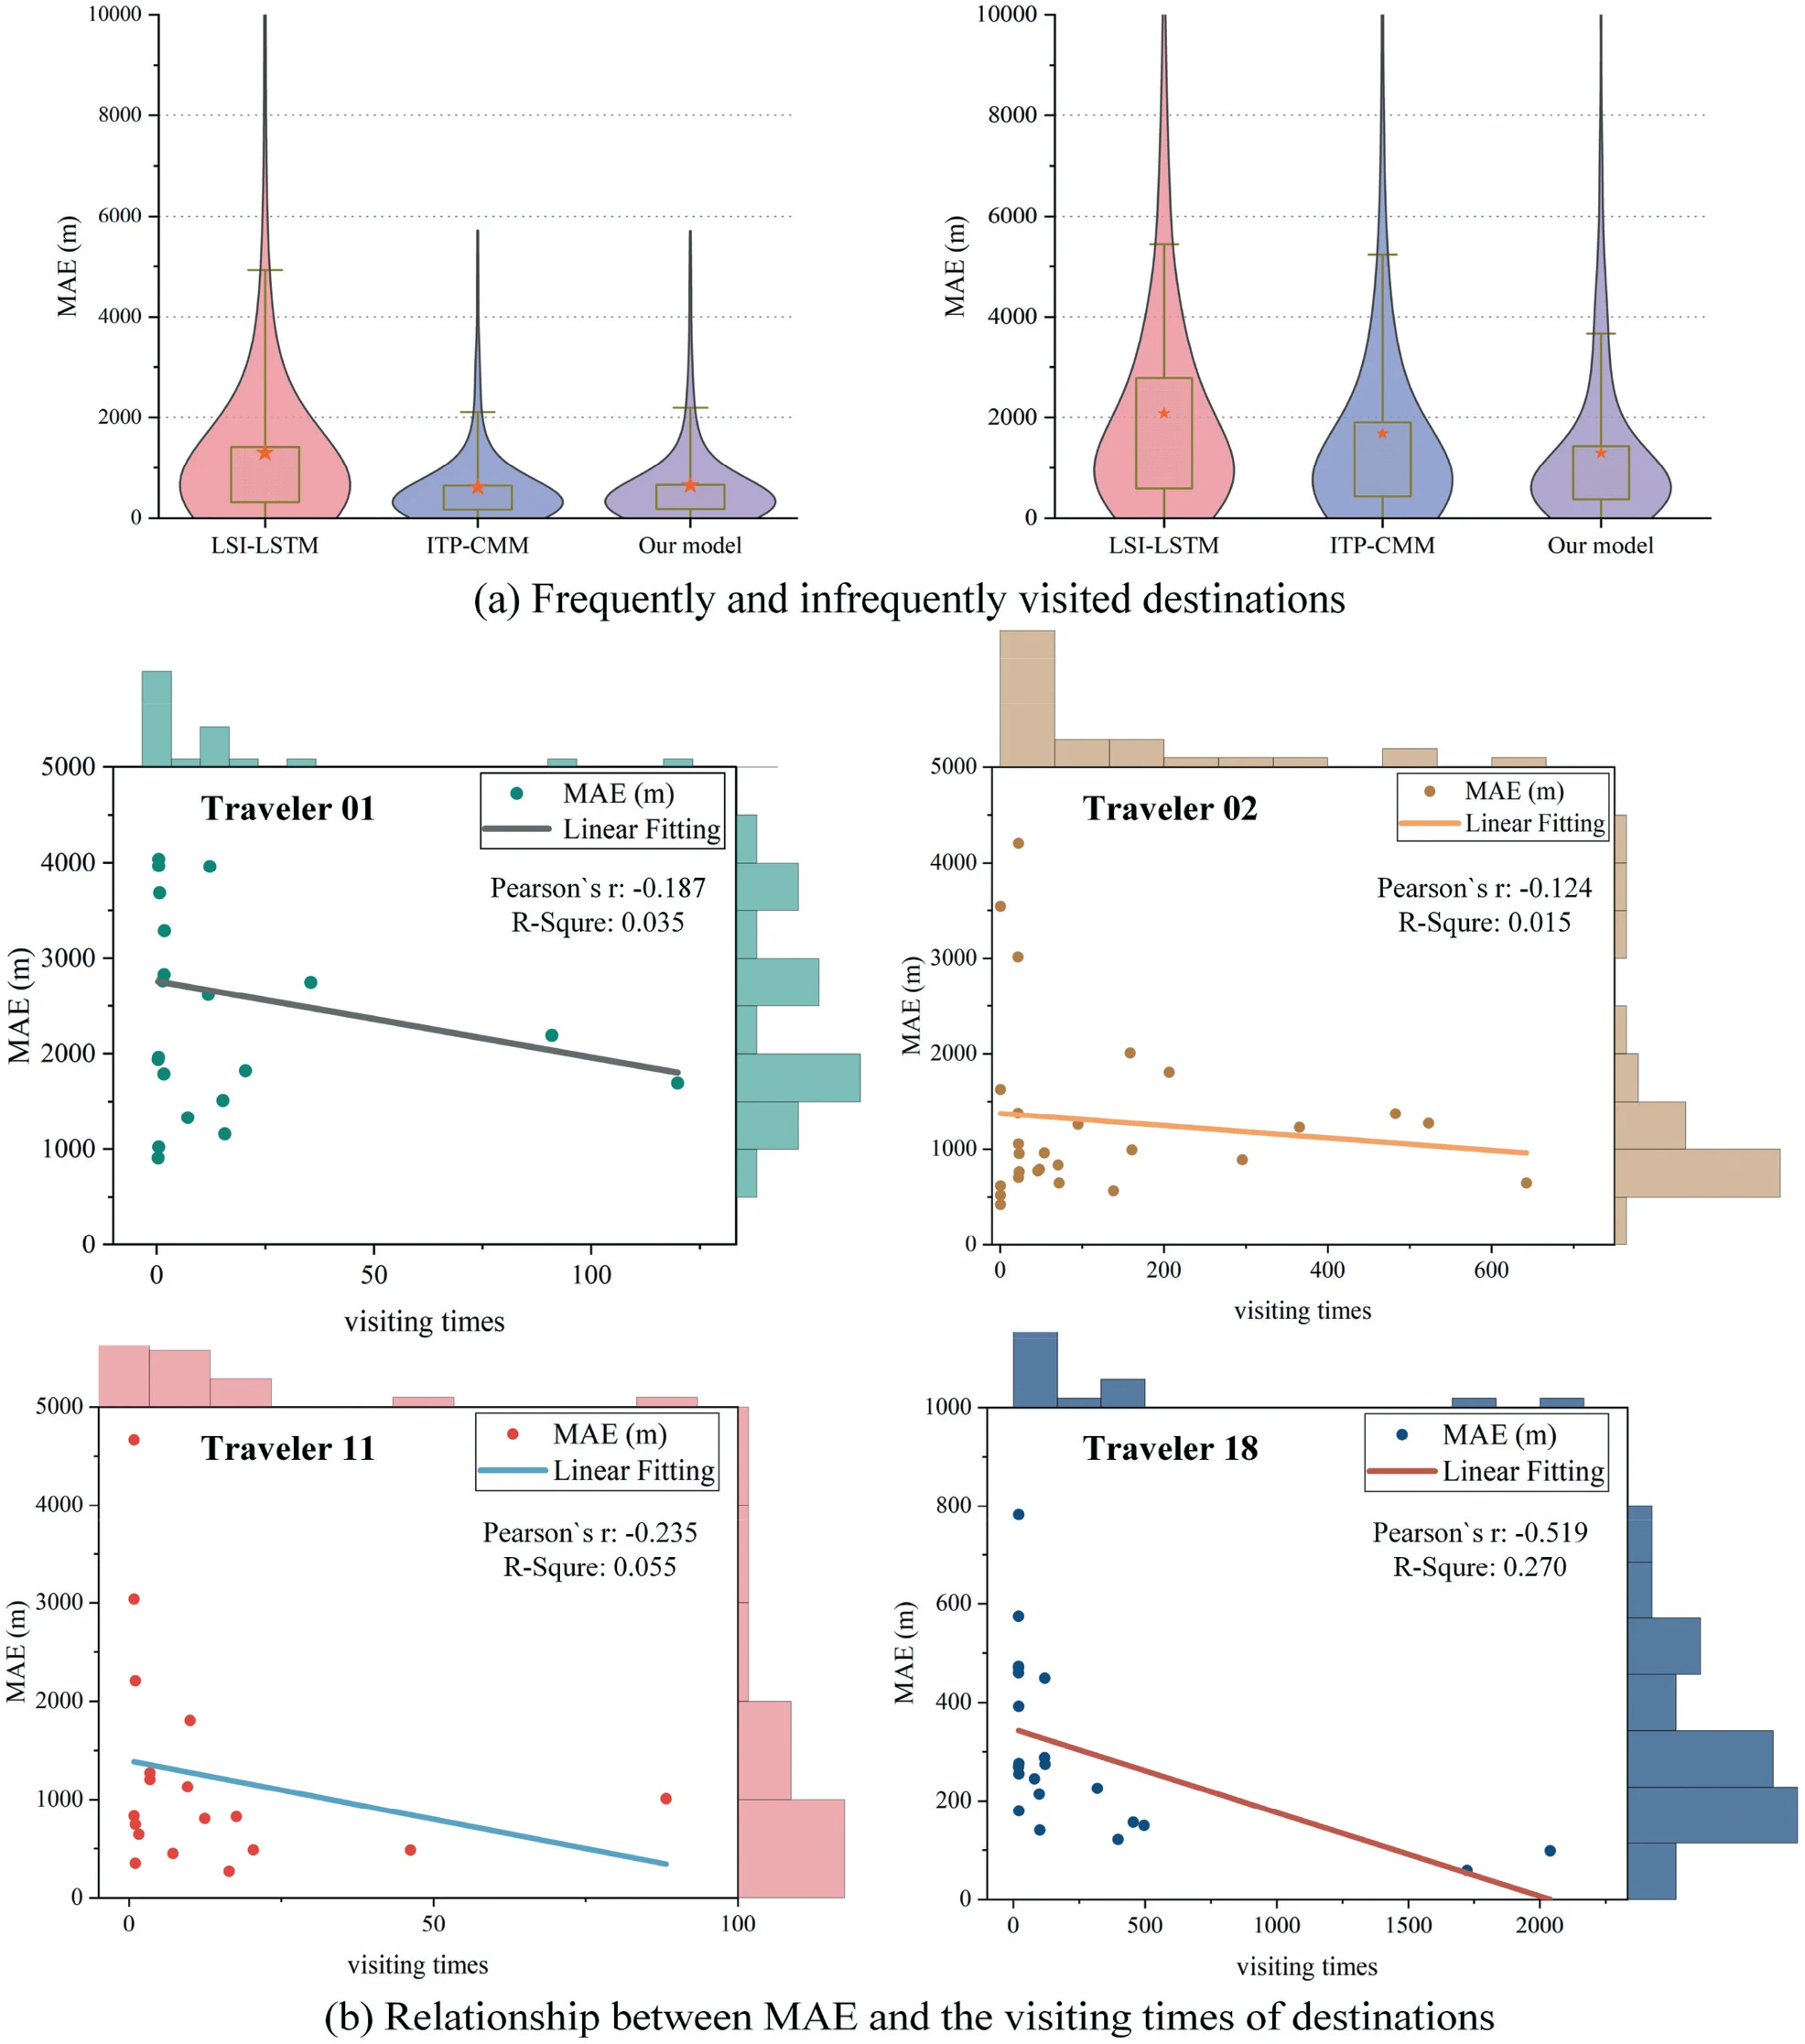 10000
8000
6000
4000
2000
0
MAE (m)
LSI-LSTM ITP-CMM Our model
10000
8000
6000
4000
2000
0
MAE (m)
LSI-LSTM ITP-CMM Our model
(a) Frequently and infrequently visited destinations
5000
4000
3000
2000
1000
0
MAE (m)
Traveler 01
MAE (m)
Linear Fitting
Pearson`s r: -0.187
R-Squre: 0.035
0 50 100
visiting times
5000
4000
3000
2000
1000
0
MAE (m)
Traveler 02
MAE (m)
Linear Fitting
Pearson`s r: -0.124
R-Squre: 0.015
0 200 400 600
visiting times
5000
4000
3000
2000
1000
0
MAE (m)
Traveler 11
MAE (m)
Linear Fitting
Pearson`s r: -0.235
R-Squre: 0.055
0 50 100
visiting times
1000
800
600
400
200
0
MAE (m)
Traveler 18
MAE (m)
Linear Fitting
Pearson`s r: -0.519
R-Squre: 0.270
0 500 1000 1500 2000
visiting times
(b) Relationship between MAE and the visiting times of destinations